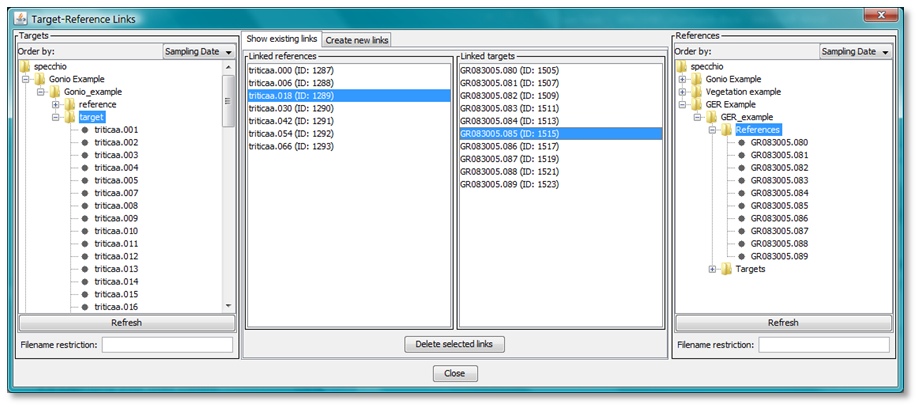 Target-Reference Links
Targets
Order by:
Sampling Date
specchio
Gonio Example
Gonio_example
reference
target
triticaa.001
triticaa.002
triticaa.003
triticaa.004
triticaa.005
triticaa.007
triticaa.008
triticaa.009
triticaa.010
triticaa.011
triticaa.012
triticaa.013
triticaa.014
triticaa.015
triticaa.016
Refresh
Filename restriction:
Show existing links
Create new links
Linked references
triticaa.000 (ID: 1287)
triticaa.006 (ID: 1288)
triticaa.018 (ID: 1289)
triticaa.030 (ID: 1290)
triticaa.042 (ID: 1291)
triticaa.054 (ID: 1292)
triticaa.066 (ID: 1293)
Linked targets
GR083005.080 (ID: 1505)
GR083005.081 (ID: 1507)
GR083005.082 (ID: 1509)
GR083005.083 (ID: 1511)
GR083005.084 (ID: 1513)
GR083005.085 (ID: 1515)
GR083005.086 (ID: 1517)
GR083005.087 (ID: 1519)
GR083005.088 (ID: 1521)
GR083005.089 (ID: 1523)
Delete selected links
Close
References
Order by:
Sampling Date
specchio
Gonio Example
Vegetation example
GER Example
GER_example
References
GR083005.080
GR083005.081
GR083005.082
GR083005.083
GR083005.084
GR083005.085
GR083005.086
GR083005.087
GR083005.088
GR083005.089
Targets
Refresh
Filename restriction: